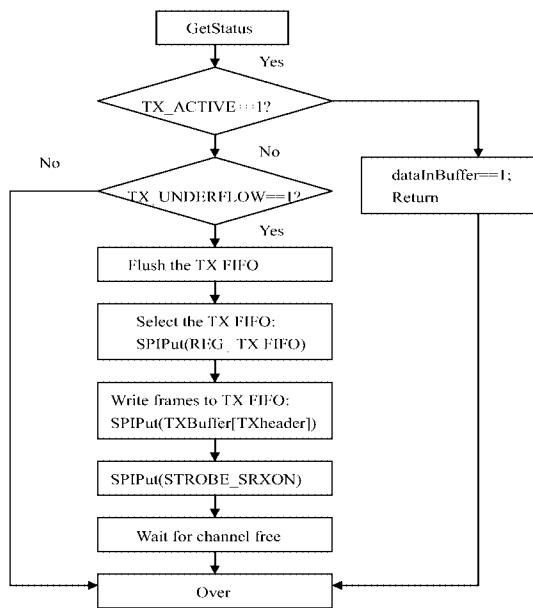 GetStatus
Yes
TX_ACTIVE==1?
No
No
dataInBuffer==1;
Return
TX_UNDERFLOW==1?
Yes
Flush the TX FIFO
Select the TX FIFO:
SPIPut(REG_TX FIFO)
Write frames to TX FIFO:
SPIPut(TXBuffer[TXheader])
SPIPut(STROBE_SRXON)
Wait for channel free
Over